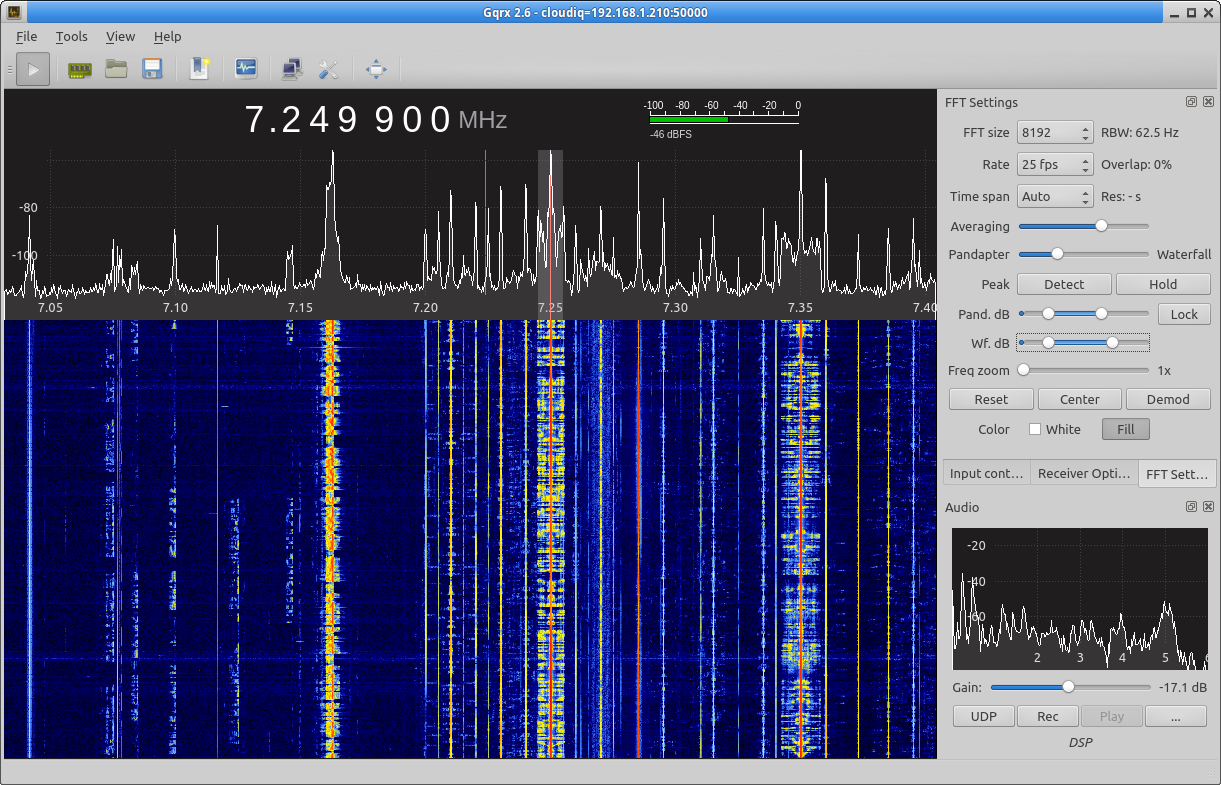 Gqrx 2.6 - cloudiq=192.168.1.210:50000
File Tools View Help
7.249 900 MHz
-100 -80 -60 -40 -20 0
-46 dBFS
-80
-100
7.05 7.10 7.15 7.20 7.25 7.30 7.35 7.40
FFT Settings
FFT size 8192 RBW: 62.5 Hz
Rate 25 fps Overlap: 0%
Time span Auto Res: - s
Averaging
Pandapter Waterfall
Peak Detect Hold
Pand. dB Lock
Wf. dB
Freq zoom 1x
Reset Center Demod
Color White Fill
Input cont... Receiver Opti... FFT Sett...
Audio
-20
-40
-60
2 3 4 5 6
Gain: -17.1 dB
UDP Rec Play ...
DSP